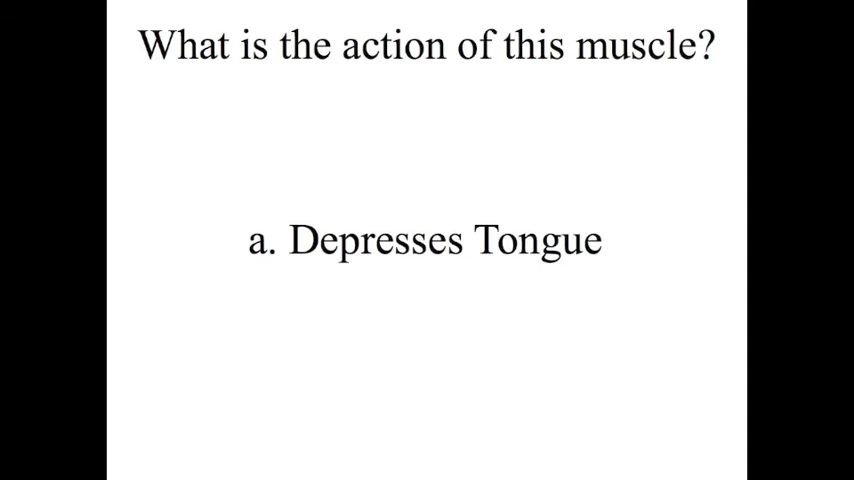 What is the action of this muscle?
a. Depresses Tongue